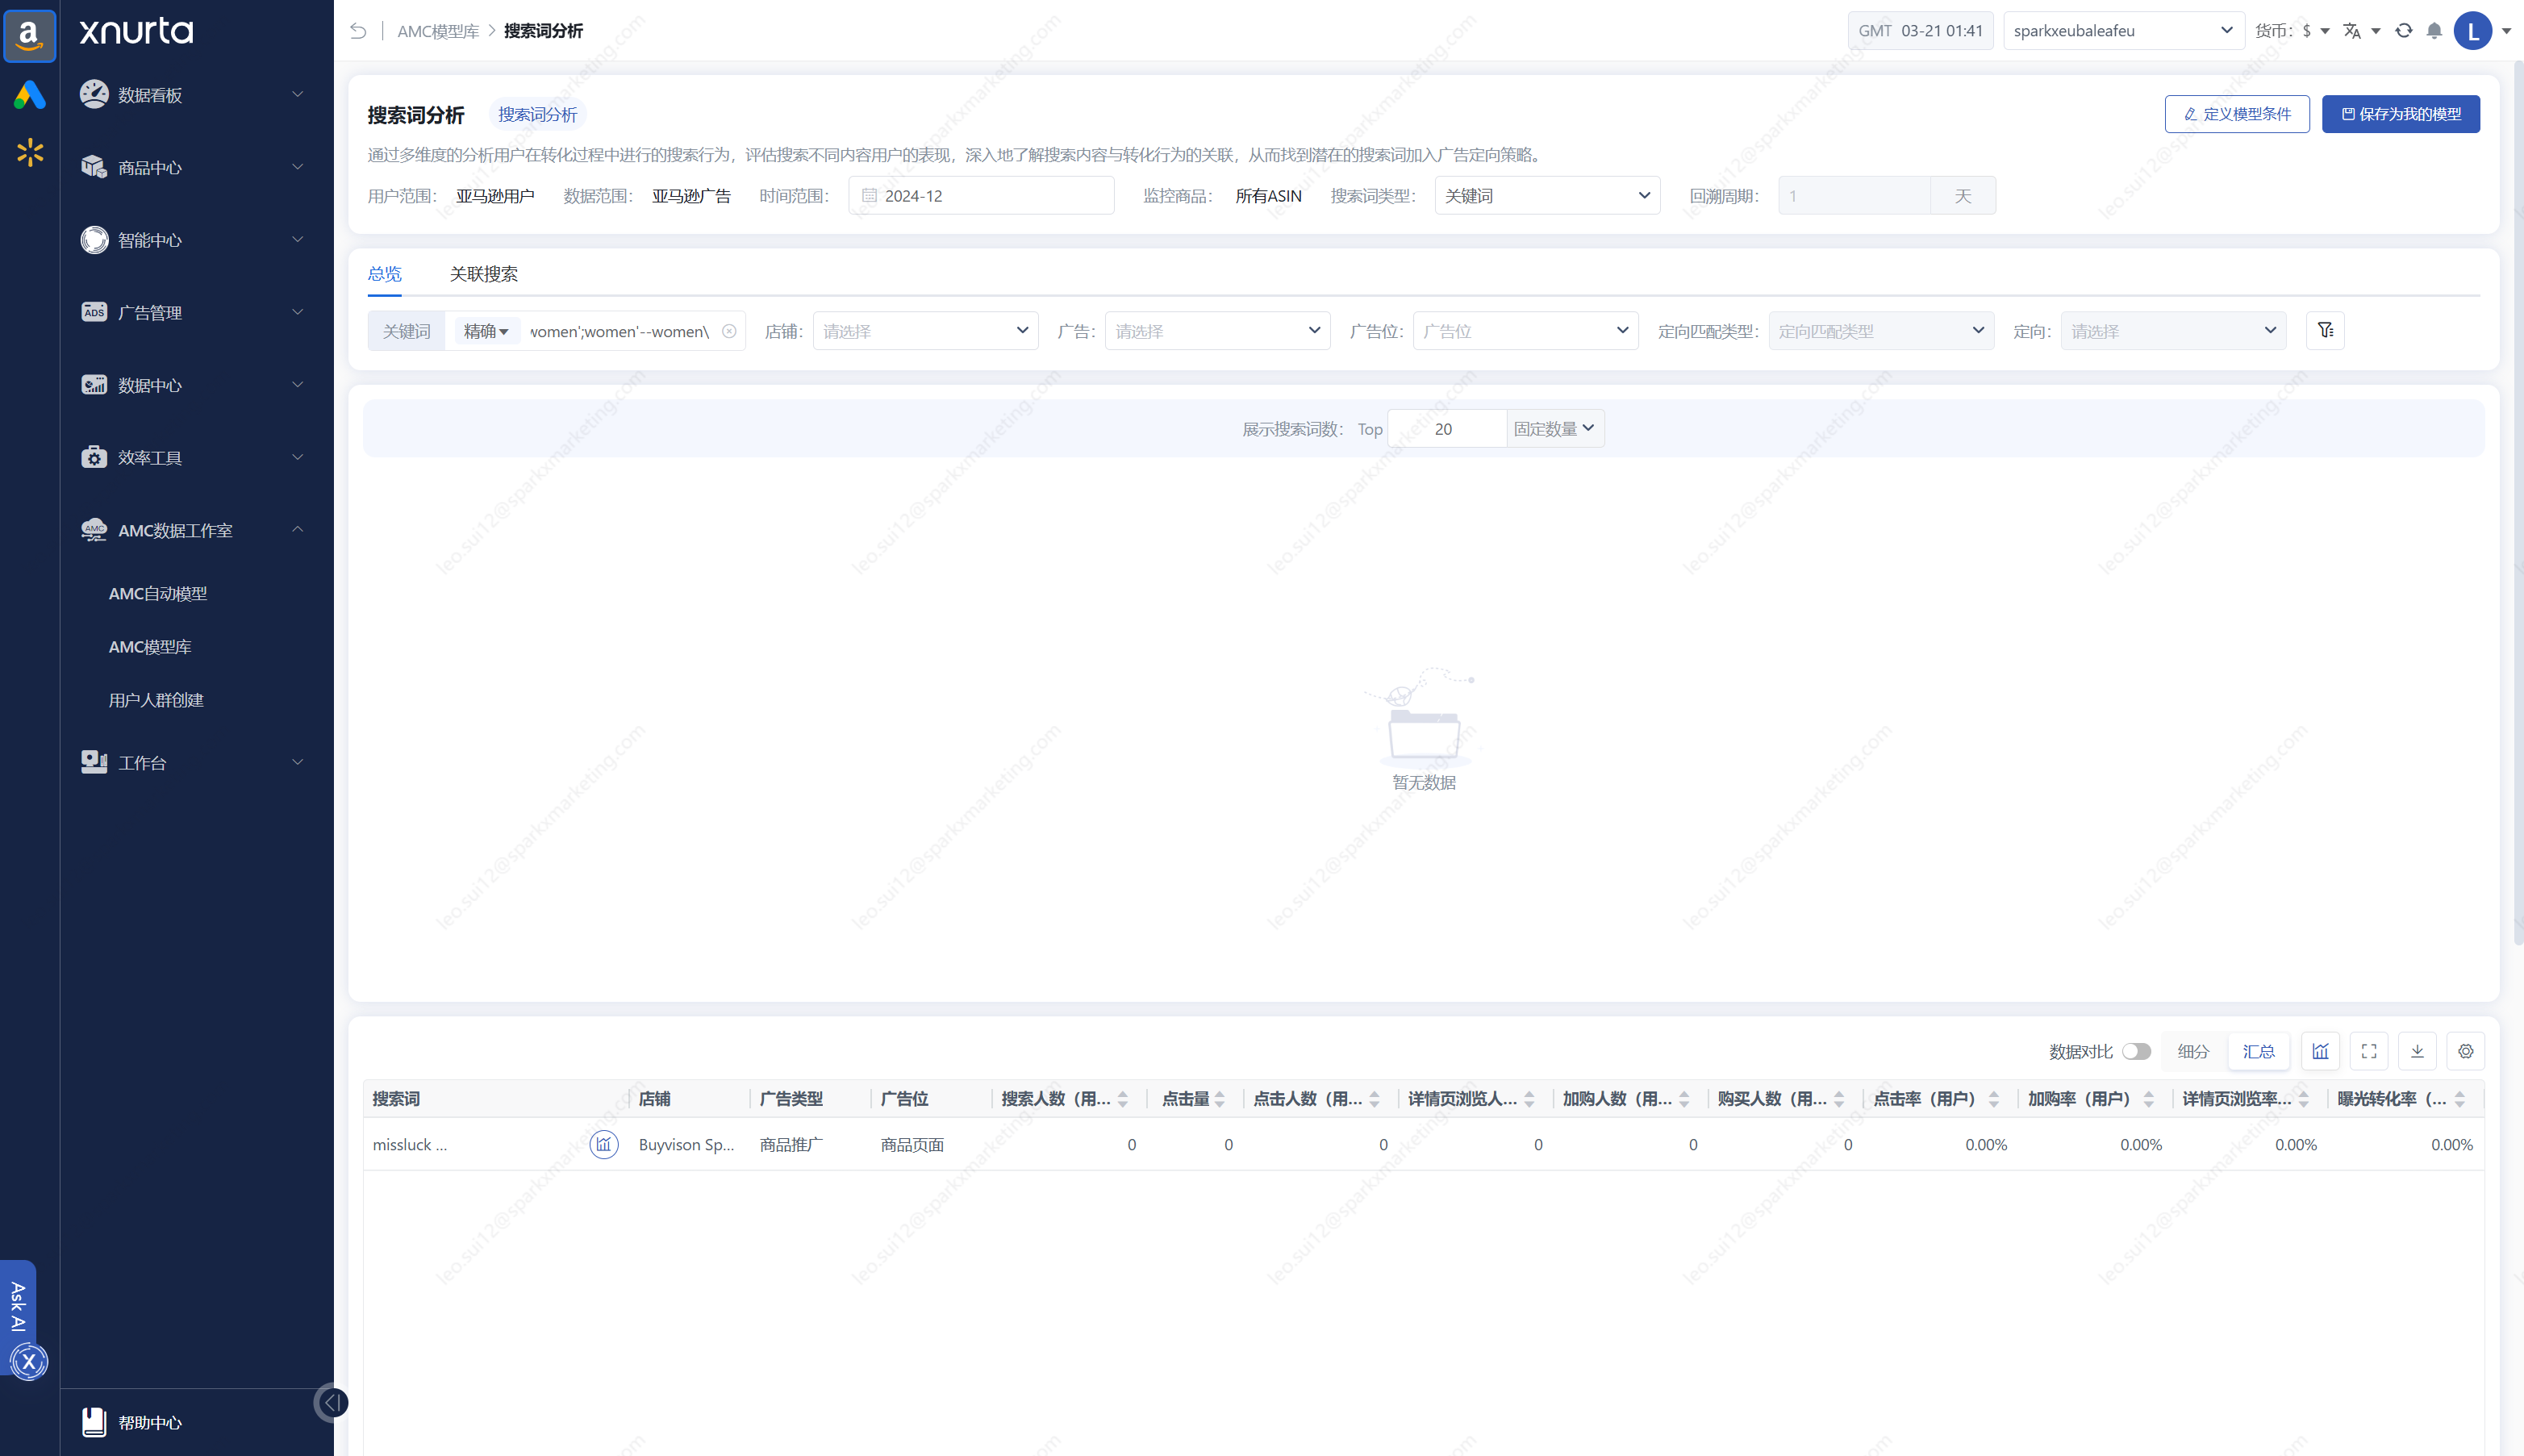 a
xnurta
数据看板
商品中心
智能中心
ADS 广告管理
数据中心
效率工具
AMC AMC数据工作室
AMC自动模型
AMC模型库
用户人群创建
工作台
Ask AI
X
帮助中心
AMC模型库 > 搜索词分析
GMT 03-21 01:41
sparkxeubaleafeu
货币: $
L
搜索词分析 搜索词分析
定义模型条件
保存为我的模型
通过多维度的分析用户在转化过程中进行的搜索行为，评估搜索不同内容用户的表现，深入地了解搜索内容与转化行为的关联，从而找到潜在的搜索词加入广告定向策略。
用户范围: 亚马逊用户 数据范围: 亚马逊广告 时间范围: 2024-12 监控商品: 所有ASIN 搜索词类型: 关键词 回溯周期: 1 天
总览 关联搜索
关键词 精确 women';women'--women\ 店铺: 请选择 广告: 请选择 广告位: 广告位 定向匹配类型: 定向匹配类型 定向: 请选择
展示搜索词数: Top 20 固定数量
暂无数据
数据对比 细分 汇总
搜索词 店铺 广告类型 广告位 搜索人数（用... 点击量 点击人数（用... 详情页浏览人... 加购人数（用... 购买人数（用... 点击率（用户） 加购率（用户） 详情页浏览率... 曝光转化率（...
missluck ... Buyvison Sp... 商品推广 商品页面 0 0 0 0 0 0 0.00% 0.00% 0.00% 0.00%
leo.sui12@sparkxmarketing.com